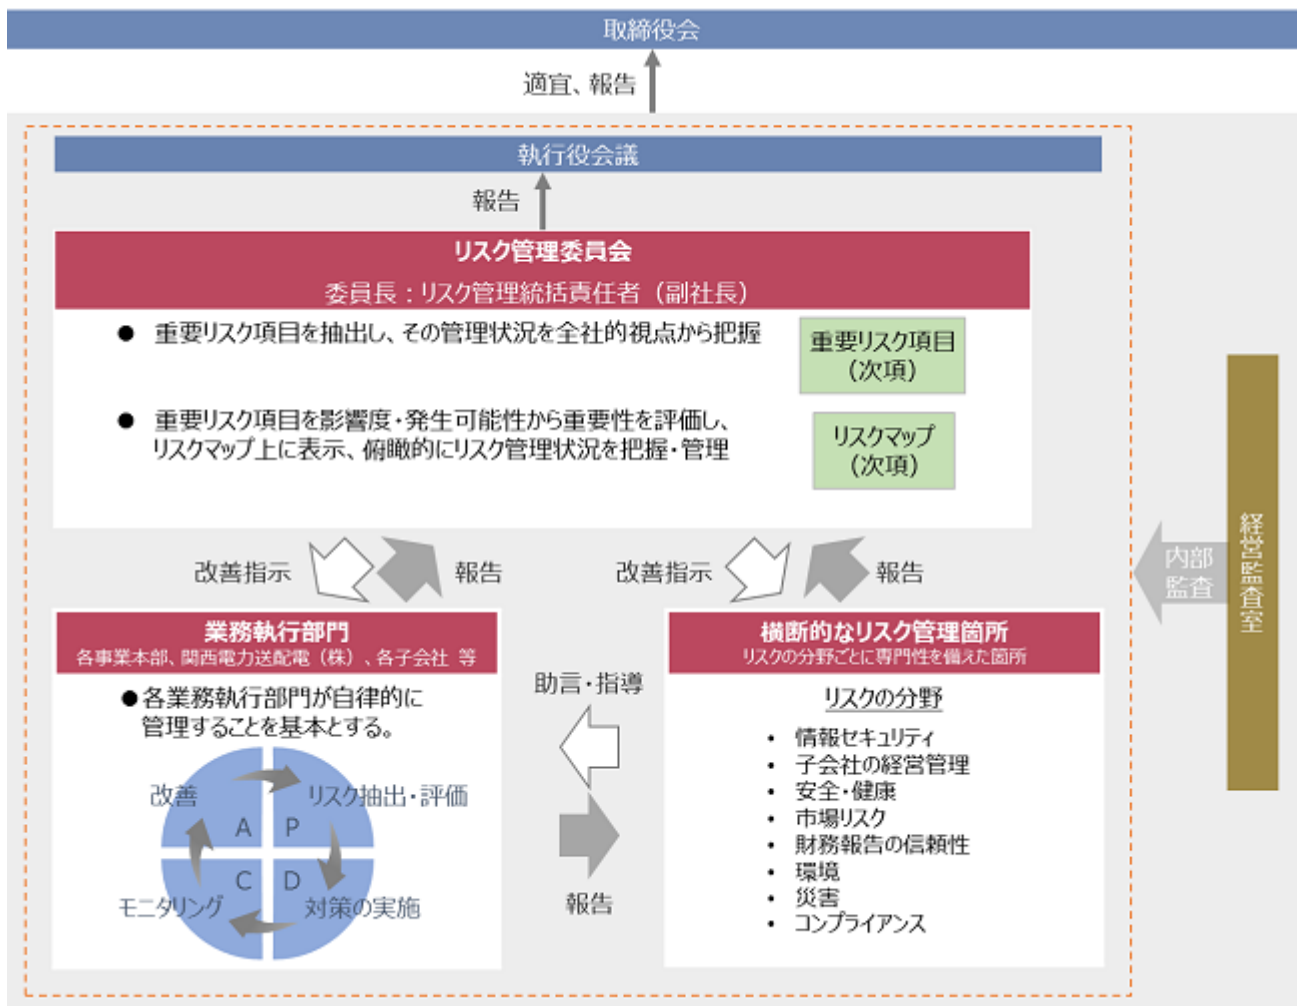 取締役会
適宜、報告
執行役会議
報告
リスク管理委員会
委員長：リスク管理統括責任者（副社長）
● 重要リスク項目を抽出し、その管理状況を全社的視点から把握
重要リスク項目
（次項）
● 重要リスク項目を影響度・発生可能性から重要性を評価し、
リスクマップ上に表示、俯瞰的にリスク管理状況を把握・管理
リスクマップ
（次項）
改善指示
報告
改善指示
報告
内部
監査
経営監査室
業務執行部門
各事業本部、関西電力送配電（株）、各子会社 等
●各業務執行部門が自律的に
管理することを基本とする。
改善
リスク抽出・評価
A
P
C
D
モニタリング
対策の実施
助言・指導
報告
横断的なリスク管理箇所
リスクの分野ごとに専門性を備えた箇所
リスクの分野
• 情報セキュリティ
• 子会社の経営管理
• 安全・健康
• 市場リスク
• 財務報告の信頼性
• 環境
• 災害
• コンプライアンス